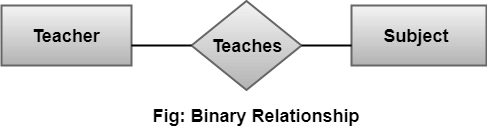 Teacher
Teaches
Subject
Fig: Binary Relationship